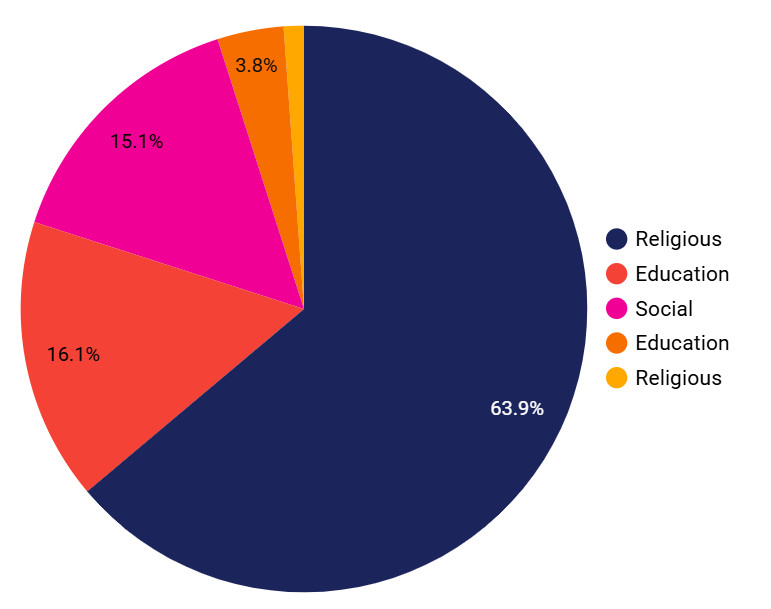 3.8%
15.1%
Religious
Education
Social
Education
16.1%
Religious
63.9%